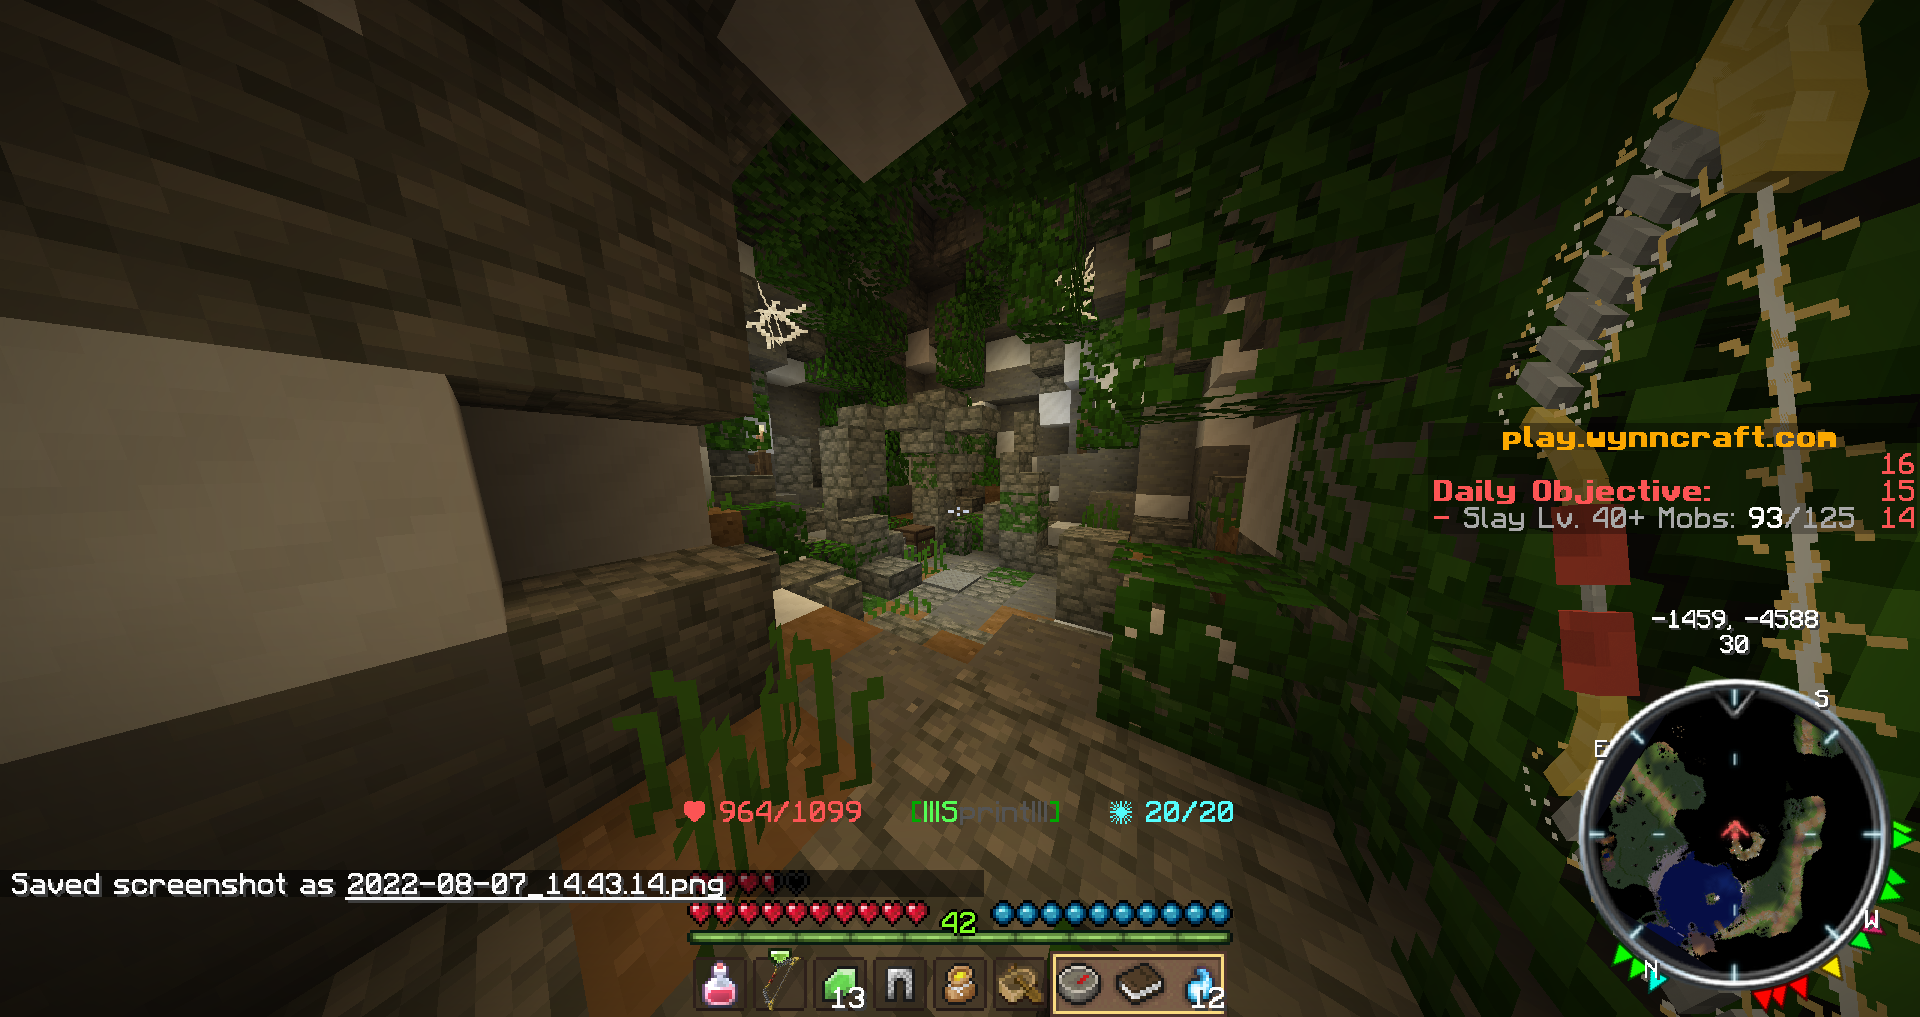 play.wynncraft.com
16
Daily Objective: 15
- Slay Lv. 40+ Mobs: 93/125 14
-1459, -4588
30
S
E
964/1099 [|||Sprint|||] 20/20
Saved screenshot as 2022-08-07_14.43.14.png
42
W
N
13 12